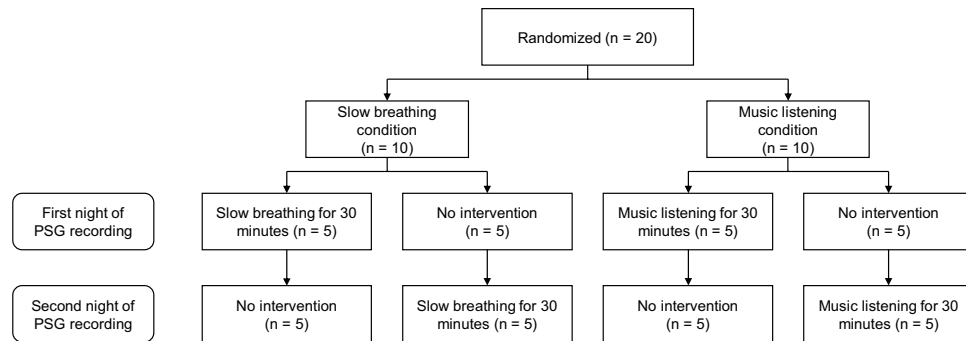 Randomized (n = 20)
Slow breathing
condition
(n = 10)
Music listening
condition
(n = 10)
First night of
PSG recording
Slow breathing for 30
minutes (n = 5)
No intervention
(n = 5)
Music listening for 30
minutes (n = 5)
No intervention
(n = 5)
Second night of
PSG recording
No intervention
(n = 5)
Slow breathing for 30
minutes (n = 5)
No intervention
(n = 5)
Music listening for 30
minutes (n = 5)